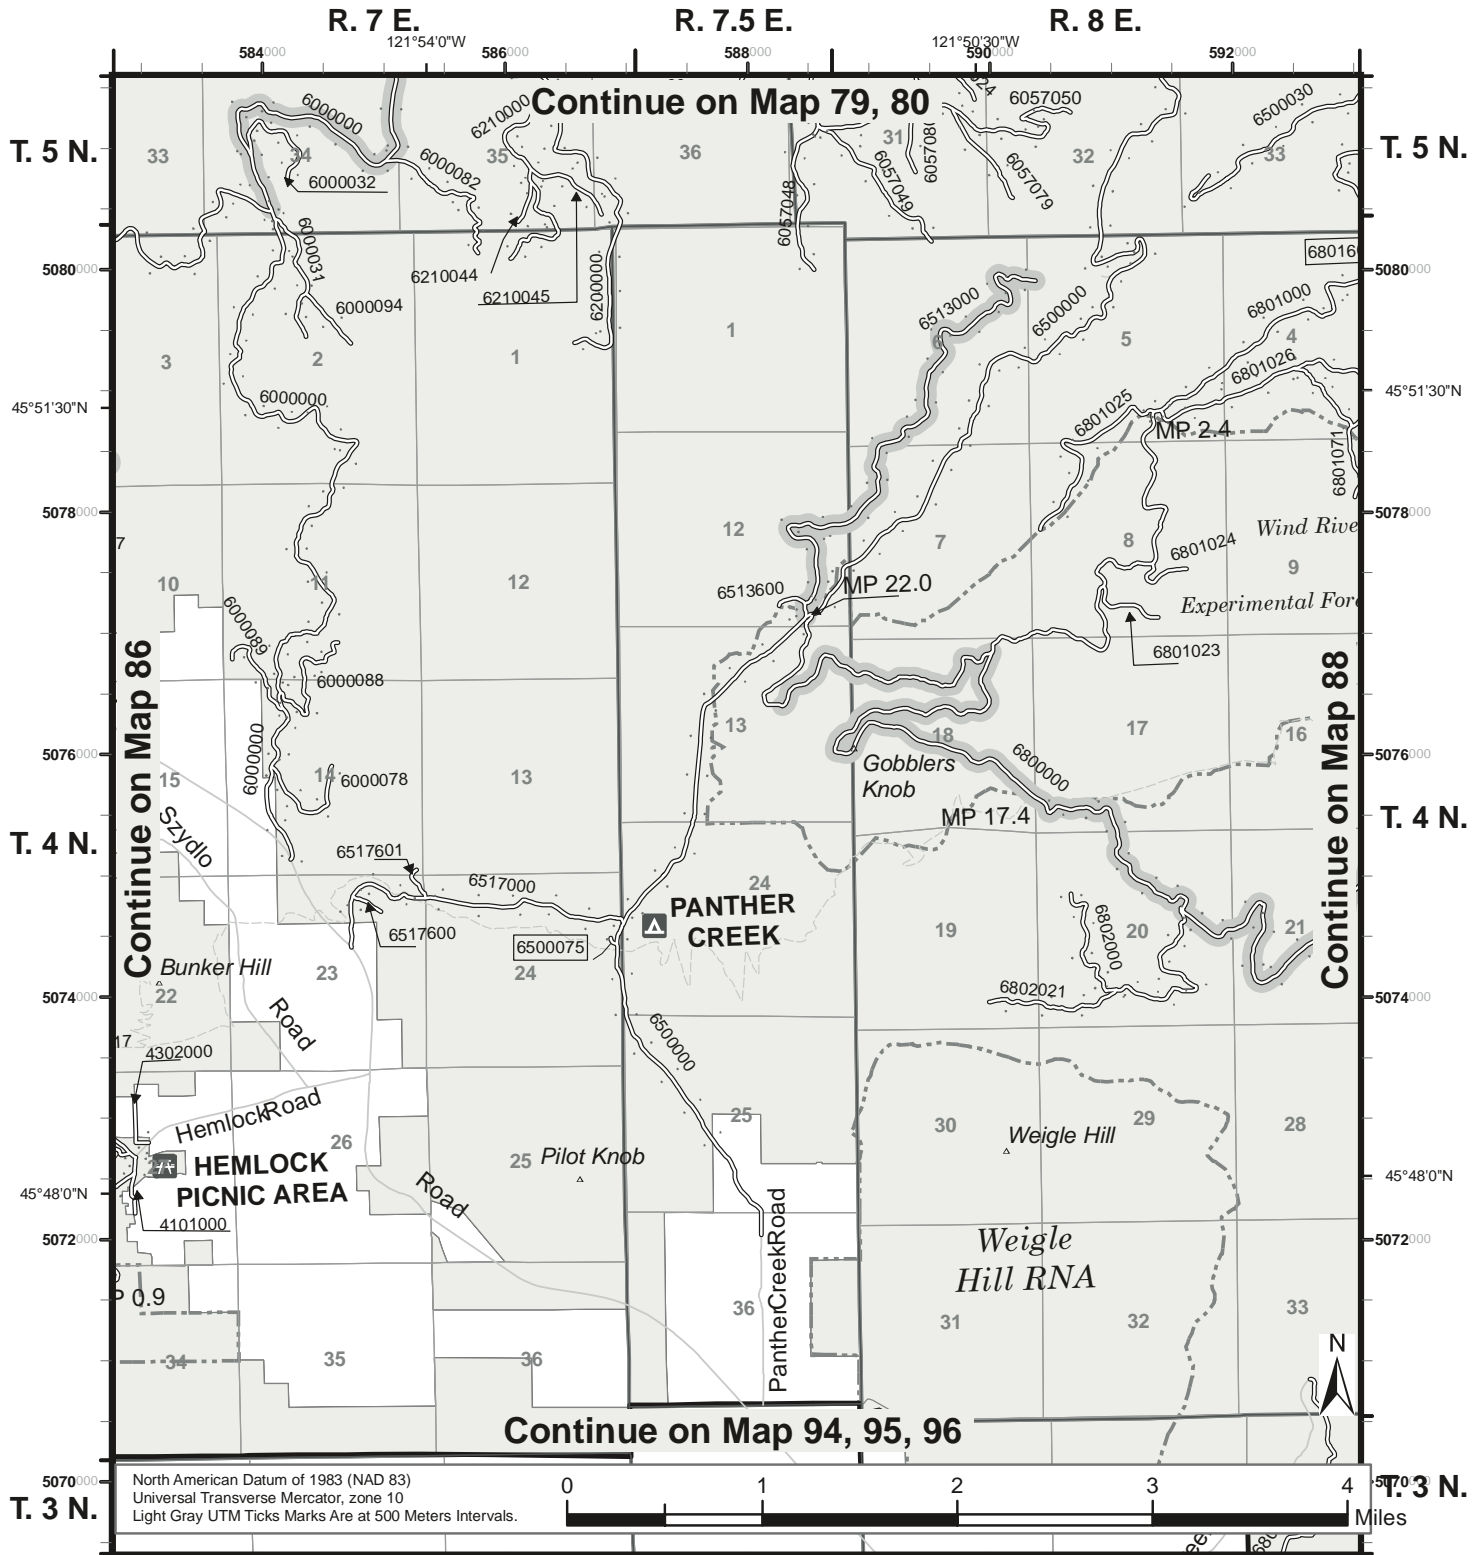 R. 7 E.
R. 7.5 E.
R. 8 E.
121°54'0"W
121°50'30"W
584000
586000
588000
590000
592000
Continue on Map 79, 80
T. 5 N.
T. 5 N.
33
34
35
36
31
32
33
6000000
6000032
6000082
6210000
6057048
6057049
6057080
6057050
6057079
6500030
24
6000031
6000094
6210044
6210045
6200000
5080000
5080000
680160
6513000
6500000
6801000
6801026
3
2
1
1
6
5
4
45°51'30"N
45°51'30"N
6000000
6801025
MP 2.4
6801071
5078000
5078000
7
10
11
12
12
7
8
9
Wind Rive
6801024
Experimental Fore
6513600
MP 22.0
6801023
6000089
6000088
Continue on Map 86
Continue on Map 88
6000000
13
18
17
16
5076000
5076000
15
14
6000078
13
Gobblers
Knob
6800000
MP 17.4
T. 4 N.
T. 4 N.
Szydlo
6517601
6517000
24
PANTHER
CREEK
6517600
6500075
19
20
21
6802000
6802021
Bunker Hill
22
23
24
5074000
5074000
Road
6500000
17
4302000
Hemlock Road
26
25
Pilot Knob
25
30
29
28
Weigle Hill
HEMLOCK
PICNIC AREA
45°48'0"N
45°48'0"N
4101000
Road
Panther Creek Road
5072000
5072000
Weigle
Hill RNA
P 0.9
36
31
32
33
34
35
36
N
Continue on Map 94, 95, 96
5070000
5070000
T. 3 N.
T. 3 N.
North American Datum of 1983 (NAD 83)
Universal Transverse Mercator, zone 10
Light Gray UTM Ticks Marks Are at 500 Meters Intervals.
0 1 2 3 4
Miles
680